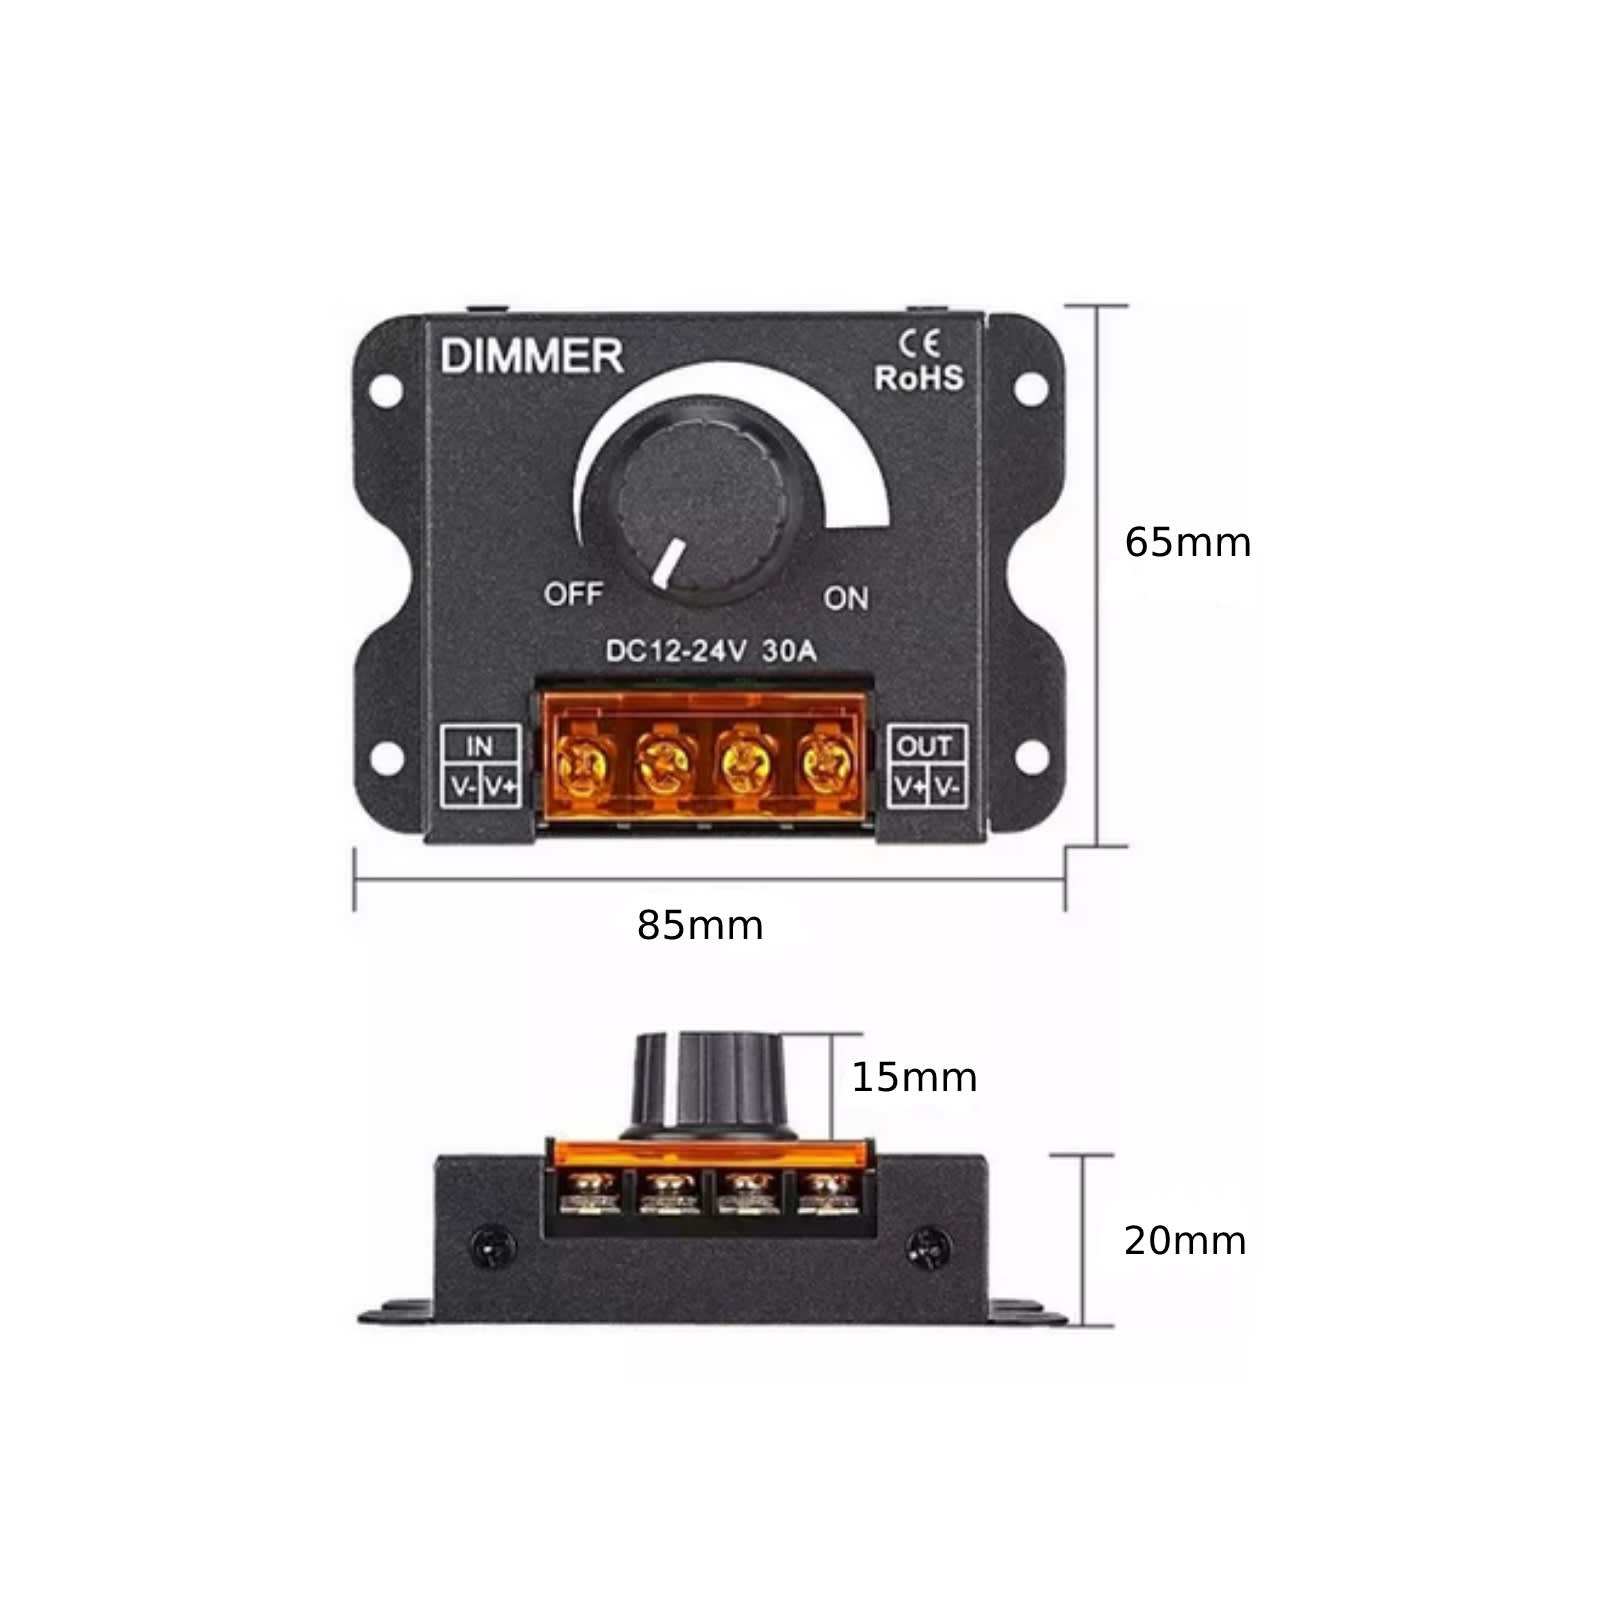 DIMMER
CE
RoHS
OFF
ON
DC12-24V 30A
IN
V- V+
OUT
V+ V-
65mm
85mm
15mm
20mm